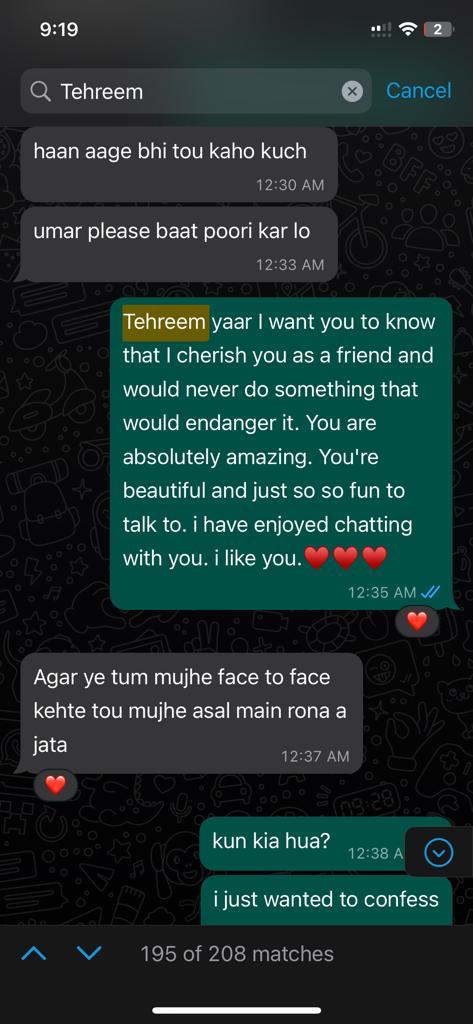 9:19
2
Tehreem
Cancel
haan aage bhi tou kaho kuch
12:30 AM
umar please baat poori kar lo
12:33 AM
Tehreem yaar I want you to know
that I cherish you as a friend and
would never do something that
would endanger it. You are
absolutely amazing. You're
beautiful and just so so fun to
talk to. i have enjoyed chatting
with you. i like you.❤️❤️❤️
12:35 AM
Agar ye tum mujhe face to face
kehte tou mujhe asal main rona a
jata
12:37 AM
kun kia hua?
12:38 A
i just wanted to confess
195 of 208 matches